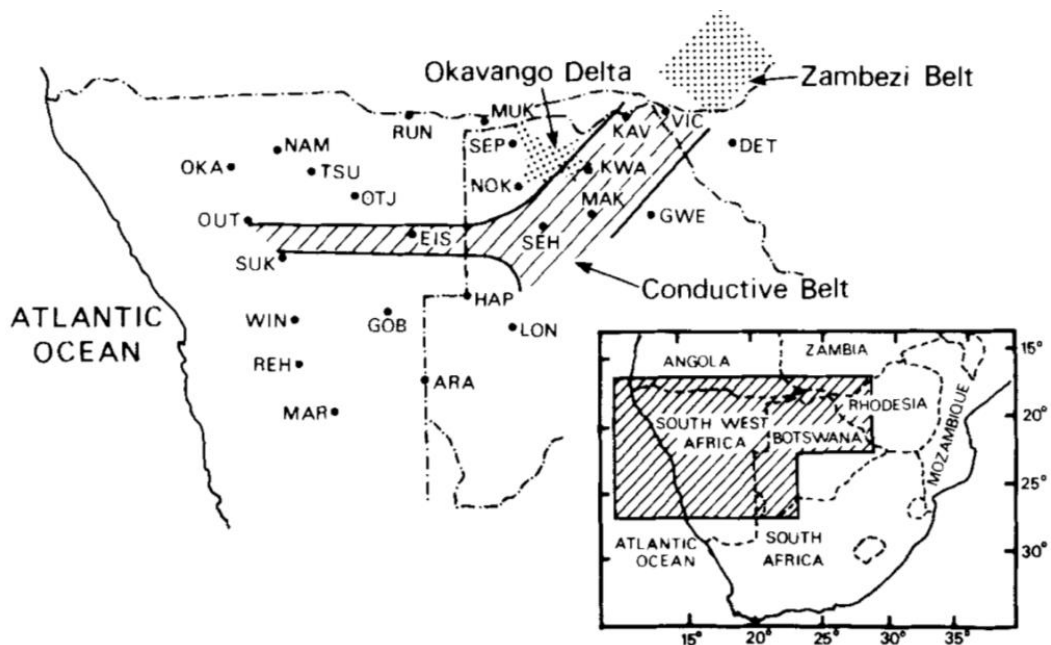 Okavango Delta
Zambezi Belt
MUK
RUN
VIC
KAV
SEP
DET
NAM
OKA
TSU
KWA
NOK
OTJ
MAK
OUT
GWE
EIS
SEH
SUK
Conductive Belt
HAP
ATLANTIC
OCEAN
WIN
GOB
LON
REH
ARA
MAR
ANGOLA
ZAMBIA
RHODESIA
MOZAMBIQUE
SOUTH WEST
AFRICA
BOTSWANA
ATLANTIC
OCEAN
SOUTH
AFRICA
15°
20°
25°
30°
15°
20°
25°
30°
35°